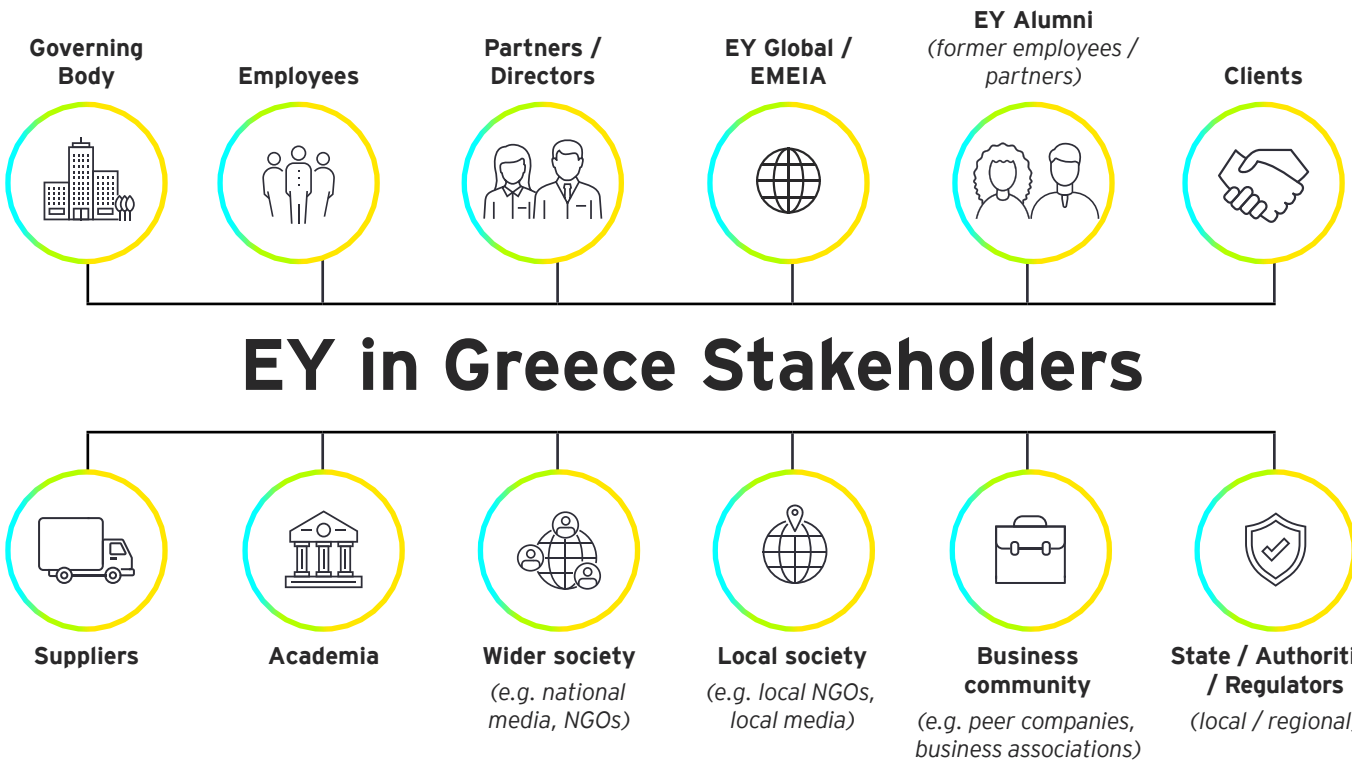 Governing
Body
Employees
Partners /
Directors
EY Global /
EMEIA
EY Alumni
(former employees /
partners)
Clients
EY in Greece Stakeholders
Suppliers
Academia
Wider society
(e.g. national
media, NGOs)
Local society
(e.g. local NGOs,
local media)
Business
community
(e.g. peer companies,
business associations)
State /
/ Regulators
(local / regional